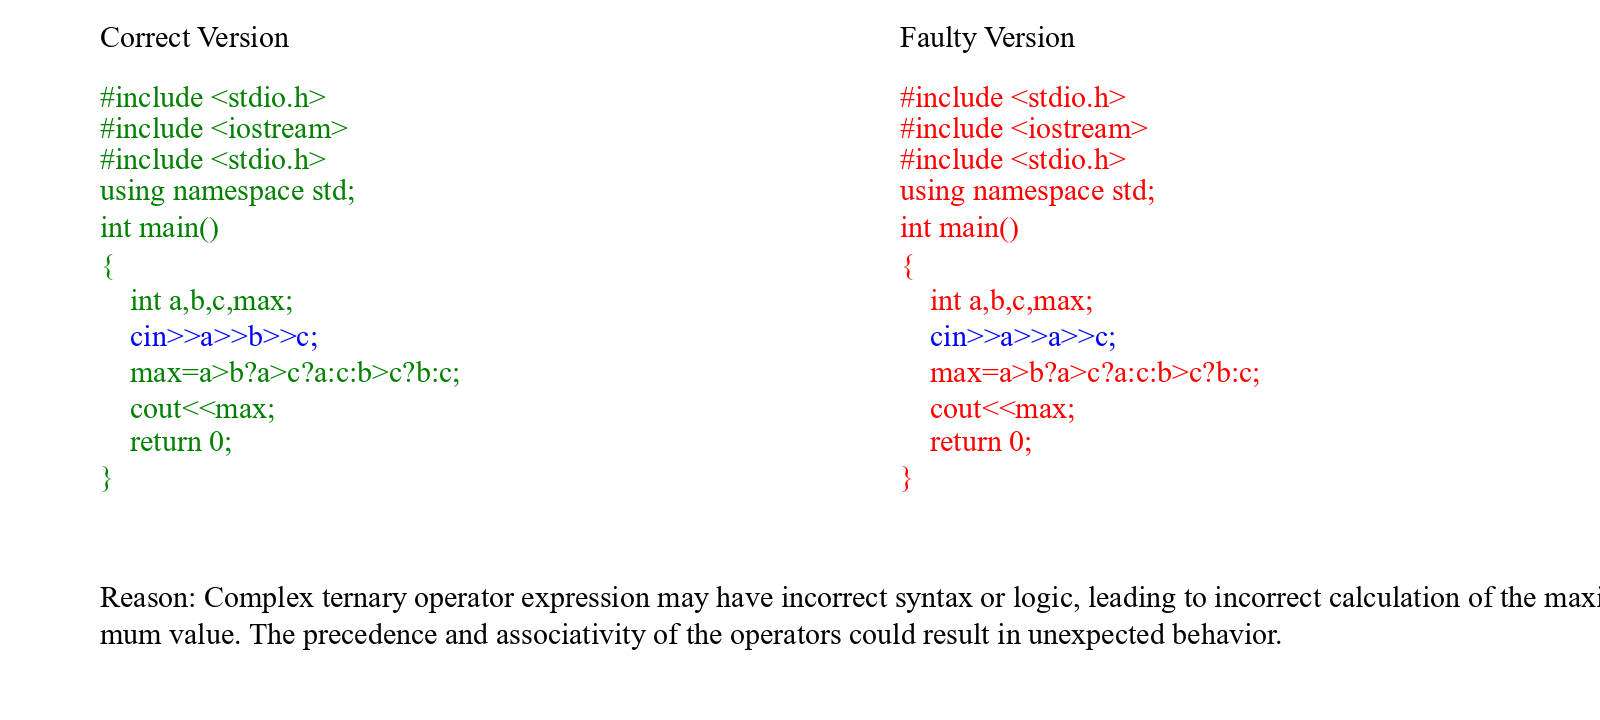 Correct Version
#include <stdio.h>
#include <iostream>
#include <stdio.h>
using namespace std;
int main()
{
int a,b,c,max;
cin>>a>>b>>c;
max=a>b?a>c?a:c:b>c?b:c;
cout<<max;
return 0;
}
Faulty Version
#include <stdio.h>
#include <iostream>
#include <stdio.h>
using namespace std;
int main()
{
int a,b,c,max;
cin>>a>>a>>c;
max=a>b?a>c?a:c:b>c?b:c;
cout<<max;
return 0;
}
Reason: Complex ternary operator expression may have incorrect syntax or logic, leading to incorrect calculation of the maxi
mum value. The precedence and associativity of the operators could result in unexpected behavior.